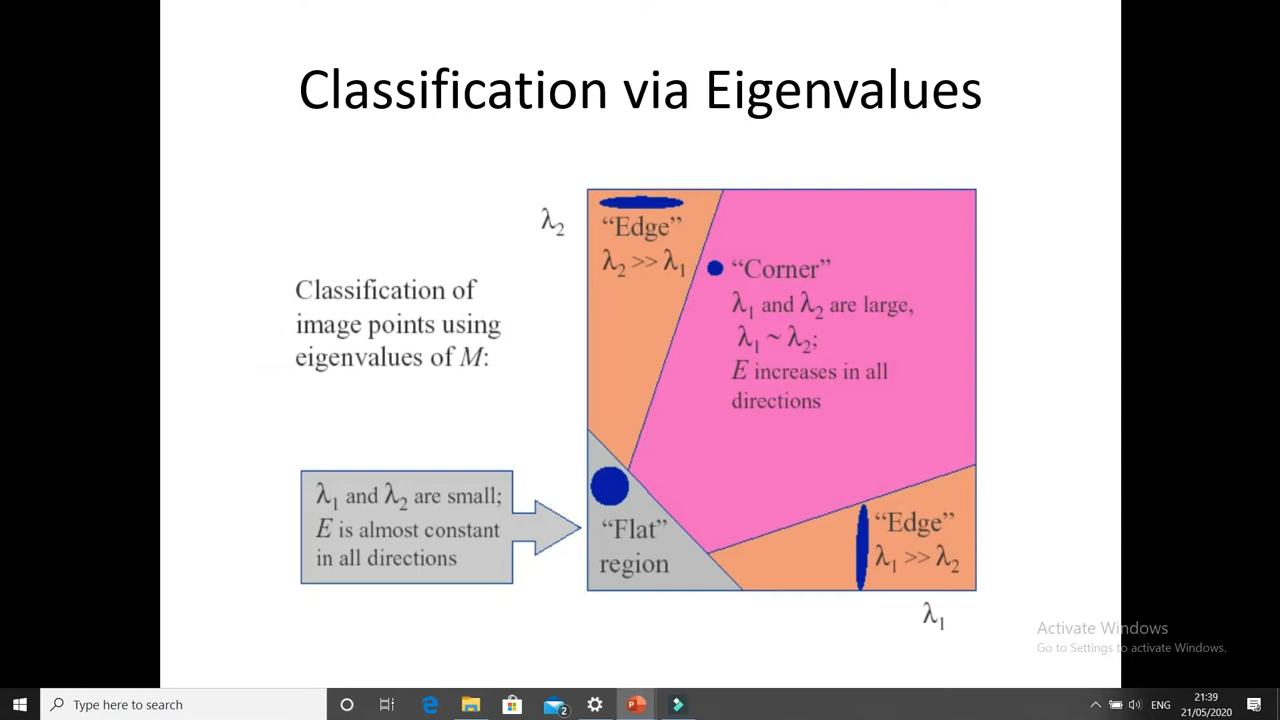 Classification via Eigenvalues
λ₂
“Edge”
λ₂ >> λ₁
“Corner”
λ₁ and λ₂ are large,
λ₁ ~ λ₂;
E increases in all
directions
Classification of
image points using
eigenvalues of M:
λ₁ and λ₂ are small;
E is almost constant
in all directions
“Flat”
region
“Edge”
λ₁ >> λ₂
λ₁
Activate Windows
Go to Settings to activate Windows.
Type here to search
2
ENG
21:39
21/05/2020